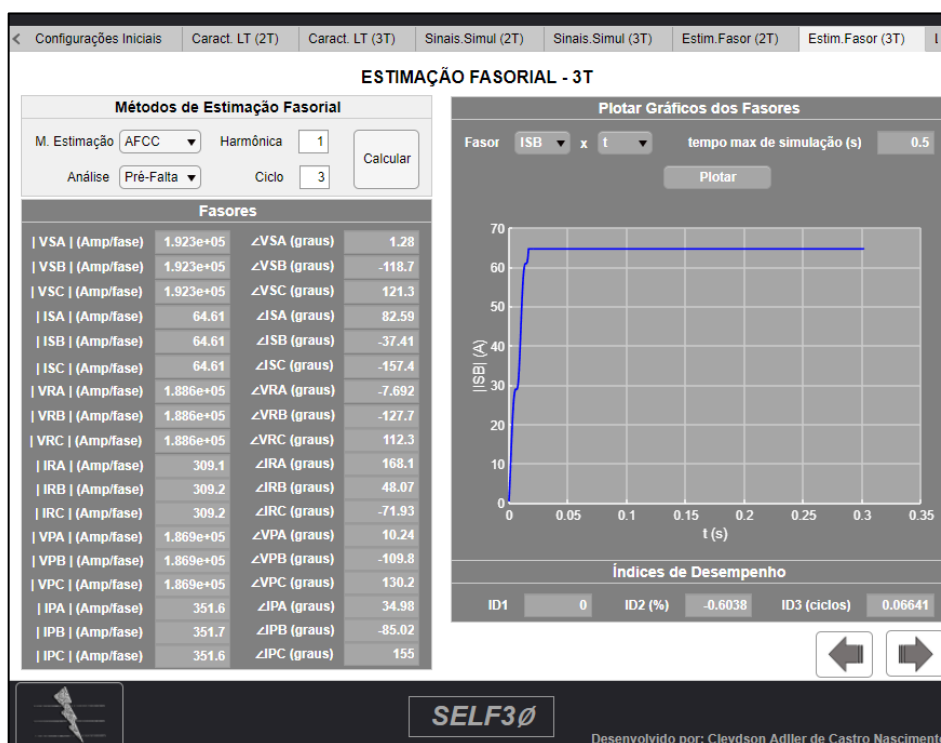 Configurações Iniciais Caract. LT (2T) Caract. LT (3T) Sinais.Simul (2T) Sinais.Simul (3T) Estim.Fasor (2T) Estim.Fasor (3T)
ESTIMAÇÃO FASORIAL - 3T
Métodos de Estimação Fasorial
M. Estimação AFCC Harmônica 1
Calcular
Análise Pré-Falta Ciclo 3
Fasores
| VSA | (Amp/fase) 1.923e+05 ∠VSA (graus) 1.28
| VSB | (Amp/fase) 1.923e+05 ∠VSB (graus) -118.7
| VSC | (Amp/fase) 1.923e+05 ∠VSC (graus) 121.3
| ISA | (Amp/fase) 64.61 ∠ISA (graus) 82.59
| ISB | (Amp/fase) 64.61 ∠ISB (graus) -37.41
| ISC | (Amp/fase) 64.61 ∠ISC (graus) -157.4
| VRA | (Amp/fase) 1.886e+05 ∠VRA (graus) -7.692
| VRB | (Amp/fase) 1.886e+05 ∠VRB (graus) -127.7
| VRC | (Amp/fase) 1.886e+05 ∠VRC (graus) 112.3
| IRA | (Amp/fase) 309.1 ∠IRA (graus) 168.1
| IRB | (Amp/fase) 309.2 ∠IRB (graus) 48.07
| IRC | (Amp/fase) 309.2 ∠IRC (graus) -71.93
| VPA | (Amp/fase) 1.869e+05 ∠VPA (graus) 10.24
| VPB | (Amp/fase) 1.869e+05 ∠VPB (graus) -109.8
| VPC | (Amp/fase) 1.869e+05 ∠VPC (graus) 130.2
| IPA | (Amp/fase) 351.6 ∠IPA (graus) 34.98
| IPB | (Amp/fase) 351.7 ∠IPB (graus) -85.02
| IPC | (Amp/fase) 351.6 ∠IPC (graus) 155
Plotar Gráficos dos Fasores
Fasor ISB x t tempo max de simulação (s) 0.5
Plotar
70
60
50
40
30
20
10
0
||SB| (A)
0 0.05 0.1 0.15 0.2 0.25 0.3 0.35
t (s)
Índices de Desempenho
ID1 0 ID2 (%) -0.6038 ID3 (ciclos) 0.06641
SELF3Ø
Desenvolvido por: Cleydson Adller de Castro Nascimento